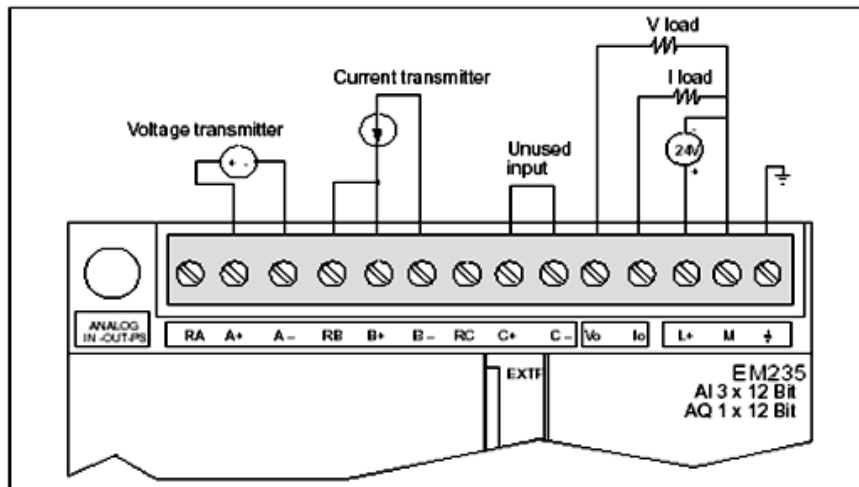 V load
I load
Current transmitter
Voltage transmitter
Unused
input
+ -
-
24V
+
ANALOG
IN -OUT-PS
RA A+ A– RB B+ B– RC C+ C– Vo Io L+ M
EXTF
EM235
AI 3 x 12 Bit
AQ 1 x 12 Bit